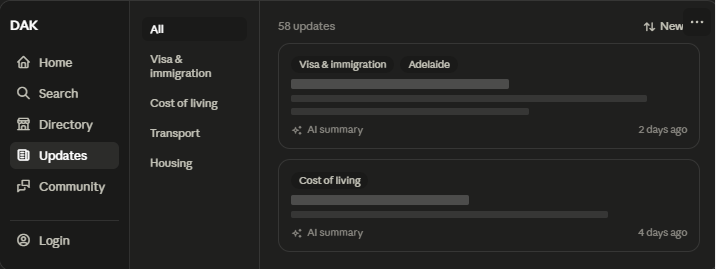 DAK
Home
Search
Directory
Updates
Community
Login
All
Visa &
immigration
Cost of living
Transport
Housing
58 updates
New
Visa & immigration
Adelaide
AI summary
2 days ago
Cost of living
AI summary
4 days ago